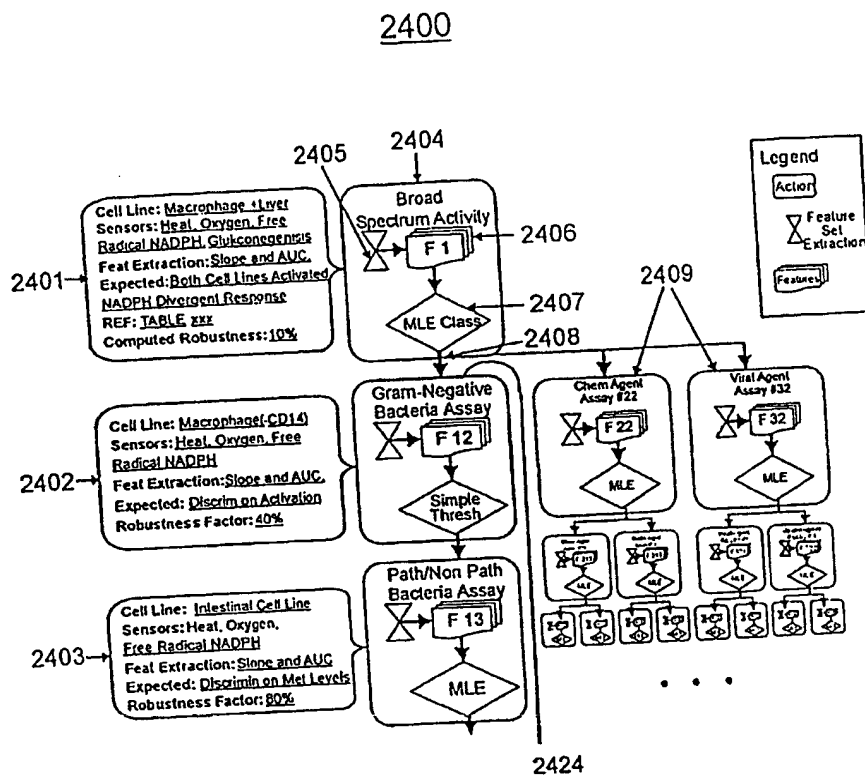 2400
2404
2405
2401
Cell Line: Macrophage +Liver
Sensors: Heat, Oxygen, Free
Radical NADPH, Glukconegensis
Feat Extraction: Slope and AUC,
Expected: Both Cell Lines Activated
NADPH Divergent Response
REF: TABLE xxx
Computed Robustness: 10%
Broad
Spectrum Activity
F 1
MLE Class
2406
2407
2408
2409
Legend
Action
Feature
Set
Extraction
Features
2402
Cell Line: Macrophage(-CD14)
Sensors: Heat, Oxygen, Free
Radical NADPH
Feat Extraction: Slope and AUC,
Expected: Discrim on Activation
Robustness Factor: 40%
Gram-Negative
Bacteria Assay
F 12
Simple
Thresh
Chem Agent
Assay #22
F 22
MLE
Viral Agent
Assay #32
F 32
MLE
2403
Cell Line: Intestinal Cell Line
Sensors: Heat, Oxygen,
Free Radical NADPH
Feat Extraction: Slope and AUC
Expected: Discrimin on Met Levels
Robustness Factor: 80%
Path/Non Path
Bacteria Assay
F 13
MLE
MLE
MLE
MLE
MLE
2424